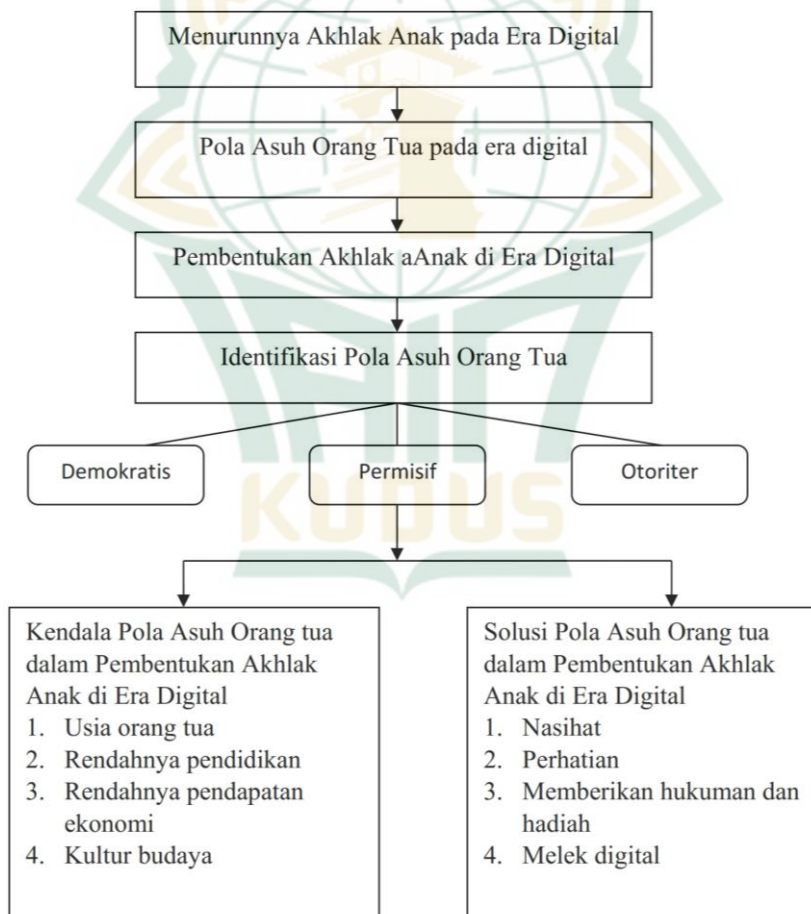 Menurunnya Akhlak Anak pada Era Digital
Pola Asuh Orang Tua pada era digital
Pembentukan Akhlak aAnak di Era Digital
Identifikasi Pola Asuh Orang Tua
Demokratis
Permisif
Otoriter
KUDUS
Kendala Pola Asuh Orang tua
dalam Pembentukan Akhlak
Anak di Era Digital
1. Usia orang tua
2. Rendahnya pendidikan
3. Rendahnya pendapatan
ekonomi
4. Kultur budaya
Solusi Pola Asuh Orang tua
dalam Pembentukan Akhlak
Anak di Era Digital
1. Nasihat
2. Perhatian
3. Memberikan hukuman dan
hadiah
4. Melek digital